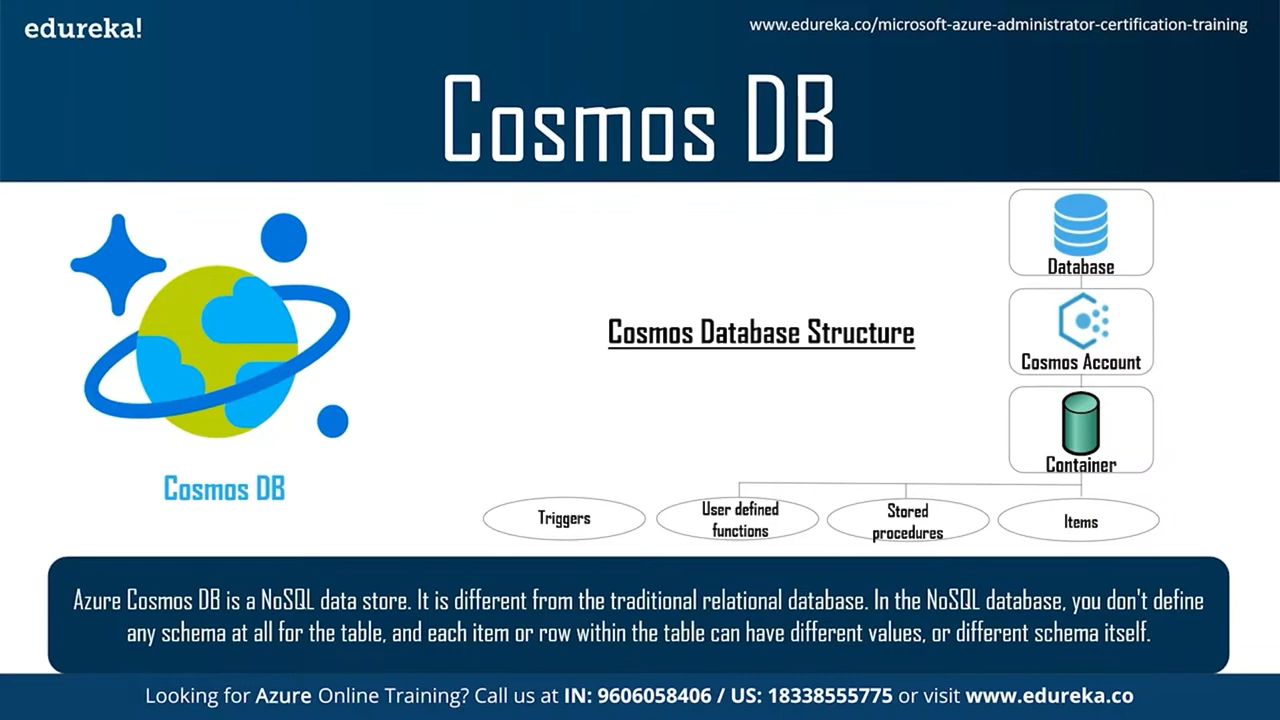 edureka!
www.edureka.co/microsoft-azure-administrator-certification-training
Cosmos DB
Database
Cosmos Database Structure
Cosmos Account
Container
Cosmos DB
Triggers
User defined
functions
Stored
procedures
Items
Azure Cosmos DB is a NoSQL data store. It is different from the traditional relational database. In the NoSQL database, you don't define
any schema at all for the table, and each item or row within the table can have different values, or different schema itself.
Looking for Azure Online Training? Call us at IN: 9606058406 / US: 18338555775 or visit www.edureka.co